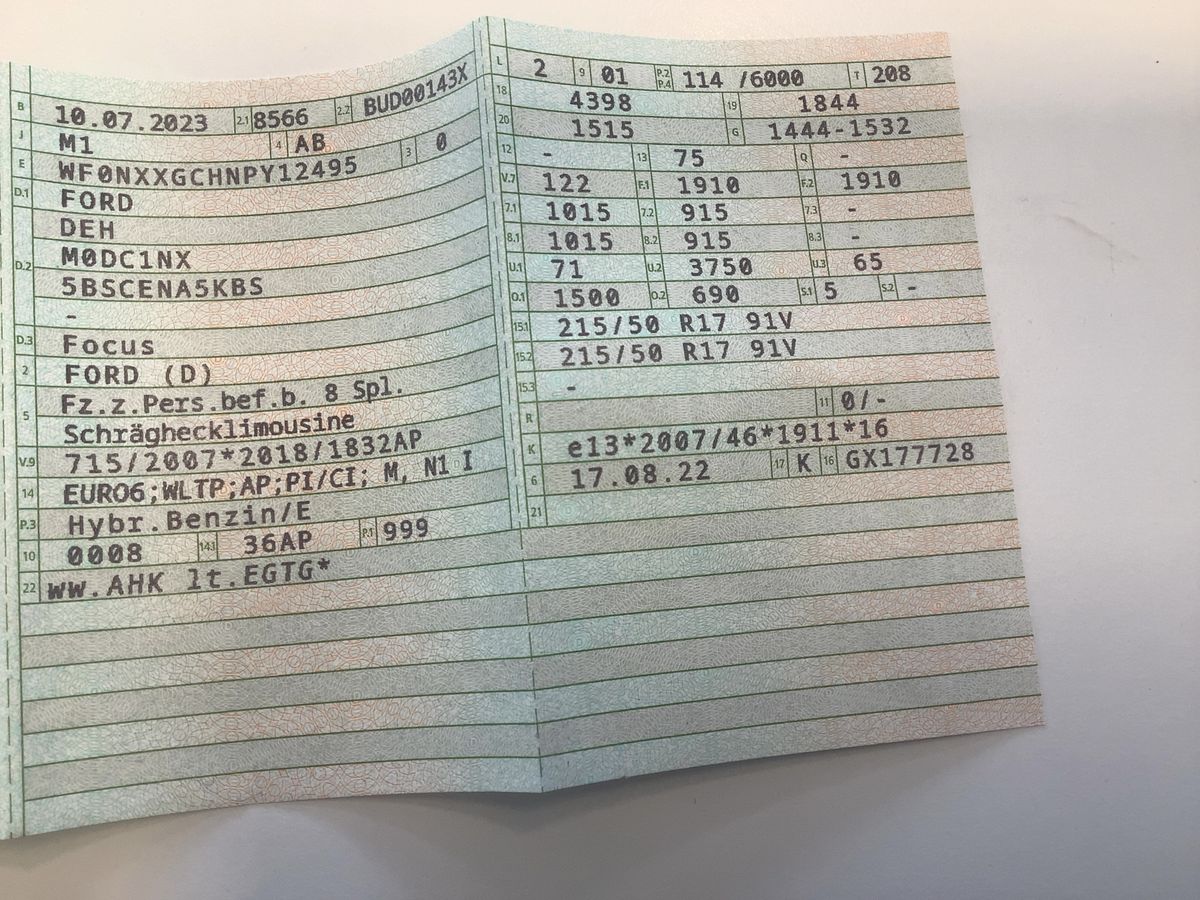 B 10.07.2023 2.1 8566 2.2 BUD00143X
J M1 4 AB 3 0
E WF0NXXGCHNPY12495
D.1 FORD
DEH
D.2 M0DC1NX
5BSCENA5KBS
-
D.3 Focus
2 FORD (D)
5 Fz.z.Pers.bef.b. 8 Spl.
Schräghecklimousine
V.9 715/2007*2018/1832AP
14 EURO6;WLTP;AP;PI/CI; M, N1 I
P.3 Hybr.Benzin/E
10 0008 14.1 36AP P.1 999
22 ww.AHK lt.EGTG*
L 2 9 01 P.2 P.4 114 /6000 T 208
18 4398 19 1844
20 1515 G 1444-1532
12 - 13 75 Q -
V.7 122 F.1 1910 F.2 1910
7.1 1015 7.2 915 7.3 -
8.1 1015 8.2 915 8.3 -
U.1 71 U.2 3750 U.3 65
O.1 1500 O.2 690 S.1 5 S.2 -
15.1 215/50 R17 91V
15.2 215/50 R17 91V
15.3 -
R 11 0/-
K e13*2007/46*1911*16
6 17.08.22 17 K 16 GX177728
21